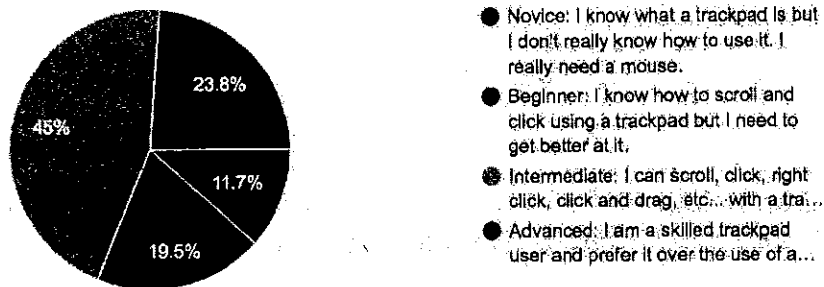 23.8%
45%
11.7%
19.5%
Novice: I know what a trackpad is but
I don't really know how to use it. I
really need a mouse.
Beginner: I know how to scroll and
click using a trackpad but I need to
get better at it.
Intermediate: I can scroll, click, right
click, click and drag, etc... with a tra...
Advanced: I am a skilled trackpad
user and prefer it over the use of a...